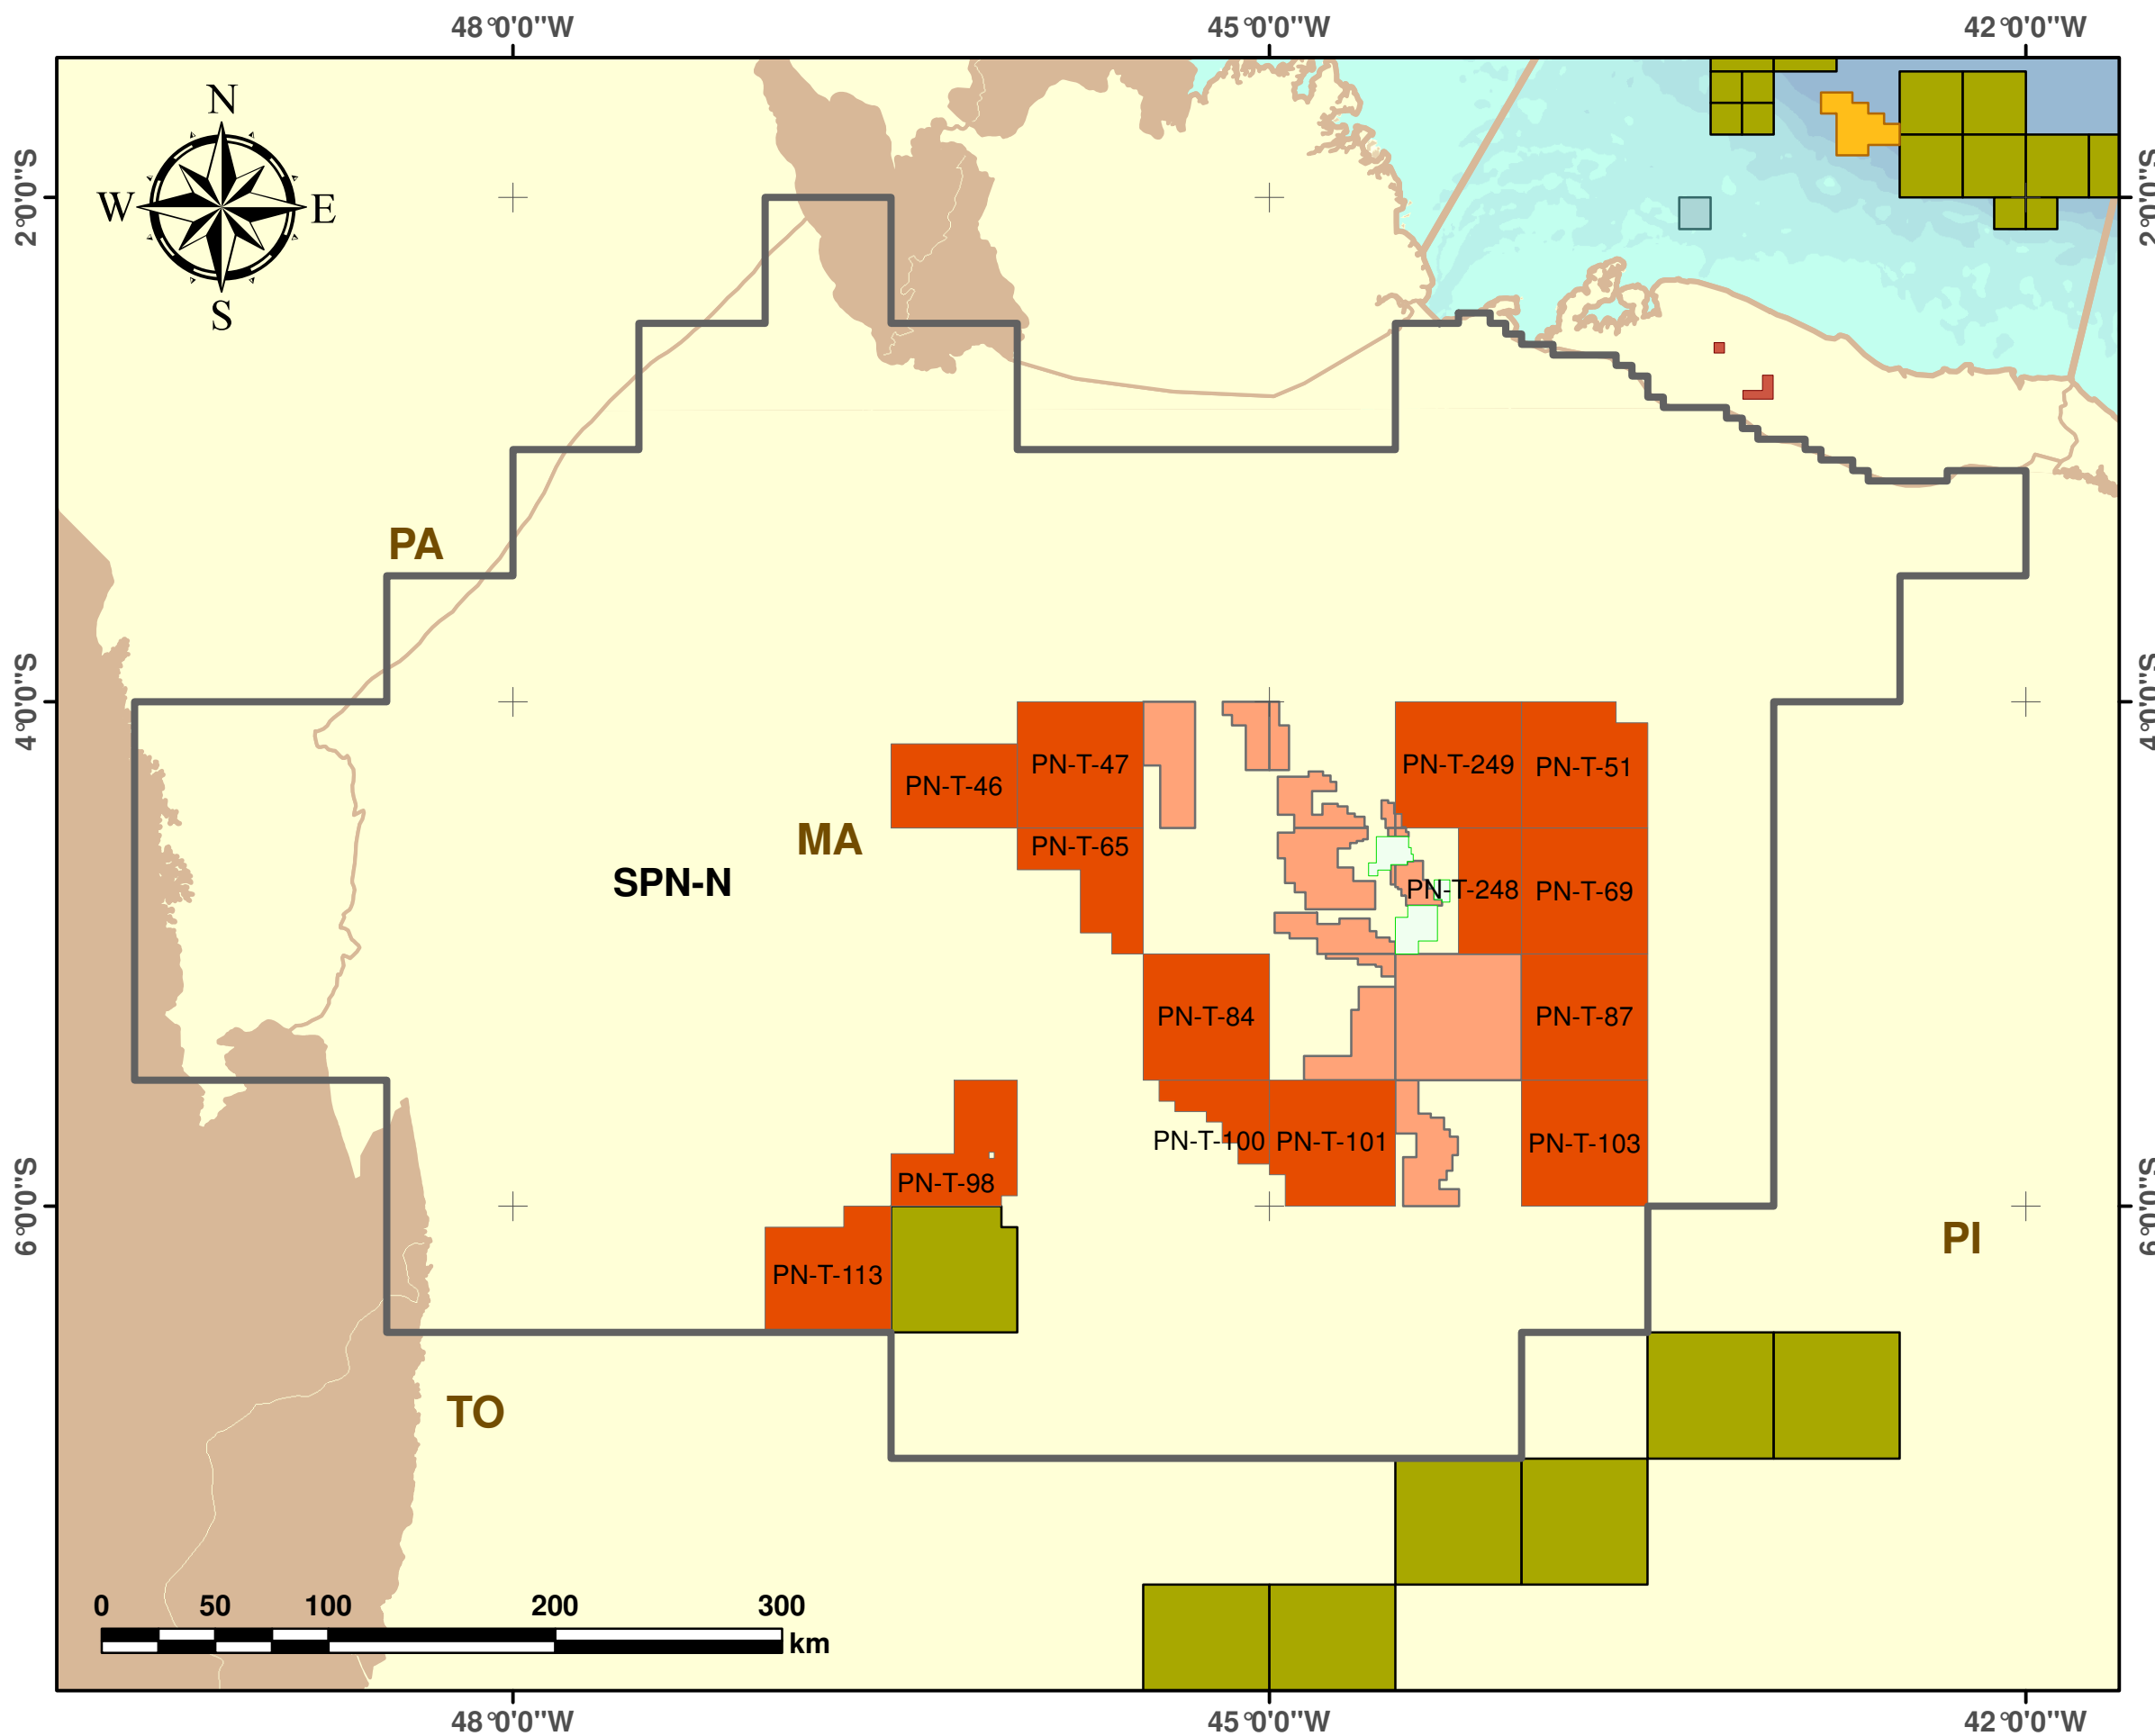 48°0'0"W 45°0'0"W 42°0'0"W
N
W E
S
2°0'0"S 2°0'0"S
PA
4°0'0"S 4°0'0"S
PN-T-47 PN-T-249 PN-T-51
PN-T-46
MA PN-T-65
SPN-N PN-T-248 PN-T-69
PN-T-84 PN-T-87
PN-T-100 PN-T-101 PN-T-103
PN-T-98
6°0'0"S 6°0'0"S
PI
PN-T-113
TO
0 50 100 200 300
km
48°0'0"W 45°0'0"W 42°0'0"W